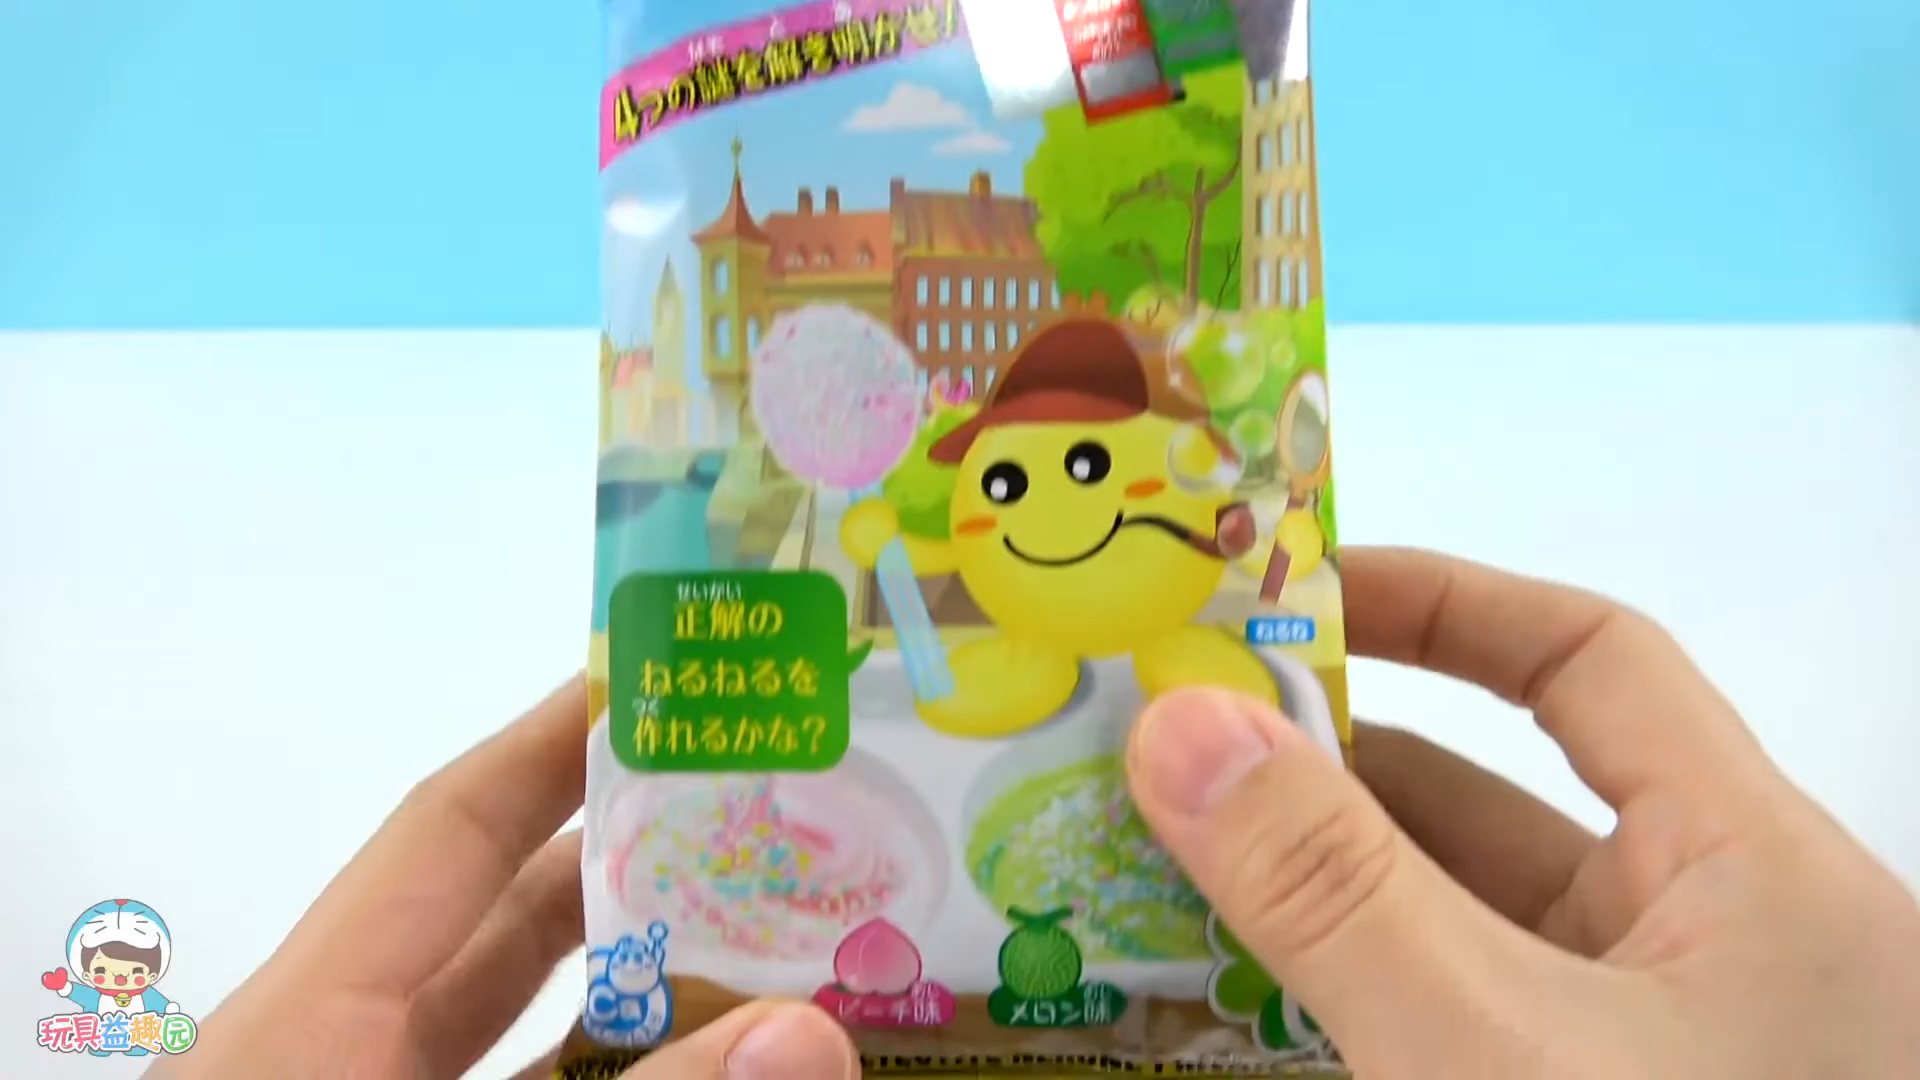 4つの謎を解き明かせ!
せいかい
正解の
ねるねるを
つく
作れるかな?
ねるね
ピーチ味
メロン味
Ca
玩具益趣园